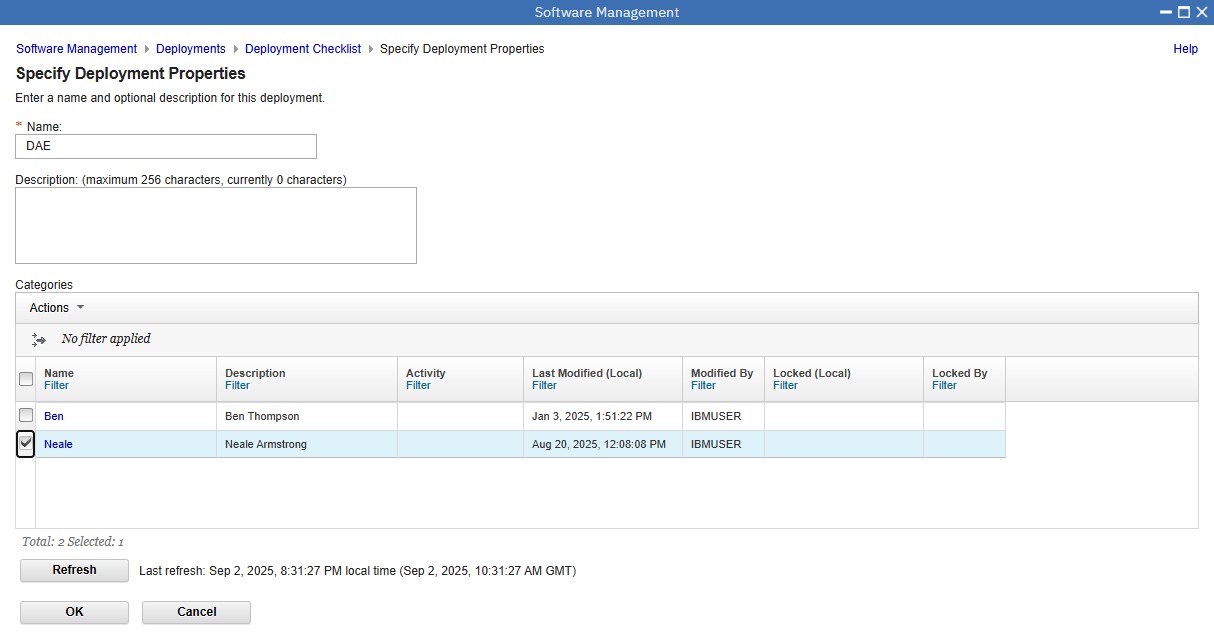 Software Management
Software Management Deployments Deployment Checklist Specify Deployment Properties Help
Specify Deployment Properties
Enter a name and optional description for this deployment.
* Name:
DAE
Description: (maximum 256 characters, currently 0 characters)
Categories
Actions
No filter applied
Name Description Activity Last Modified (Local) Modified By Locked (Local) Locked By
Filter Filter Filter Filter Filter Filter Filter
Ben Ben Thompson Jan 3, 2025, 1:51:22 PM IBMUSER
Neale Neale Armstrong Aug 20, 2025, 12:08:08 PM IBMUSER
Total: 2 Selected: 1
Refresh Last refresh: Sep 2, 2025, 8:31:27 PM local time (Sep 2, 2025, 10:31:27 AM GMT)
OK Cancel